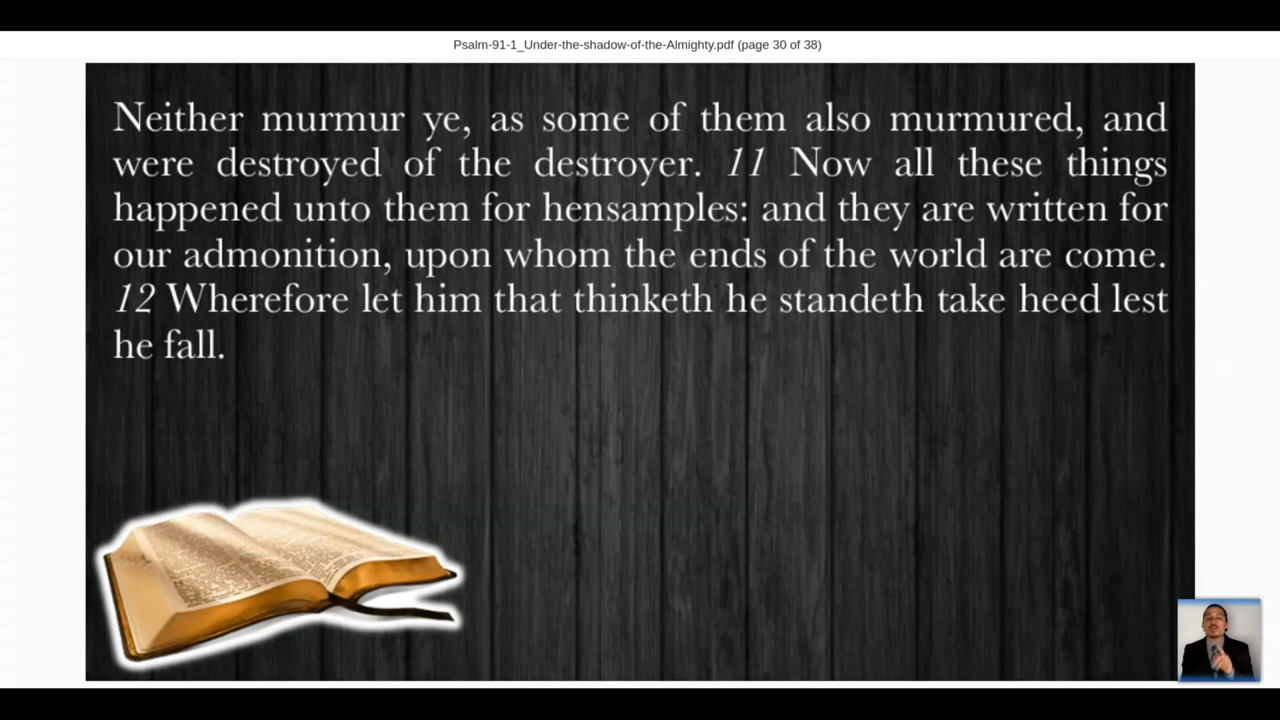 Psalm-91-1_Under-the-shadow-of-the-Almighty.pdf (page 30 of 38)
Neither murmur ye, as some of them also murmured, and
were destroyed of the destroyer. 11 Now all these things
happened unto them for hensamples: and they are written for
our admonition, upon whom the ends of the world are come.
12 Wherefore let him that thinketh he standeth take heed lest
he fall.